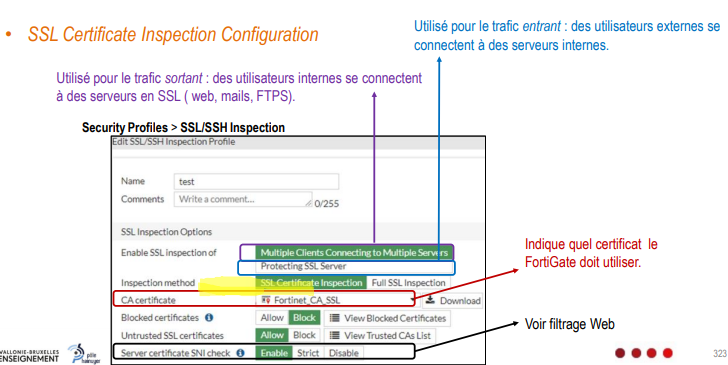 • SSL Certificate Inspection Configuration
Utilisé pour le trafic entrant : des utilisateurs externes se
connectent à des serveurs internes.
Utilisé pour le trafic sortant : des utilisateurs internes se connectent
à des serveurs en SSL ( web, mails, FTPS).
Security Profiles > SSL/SSH Inspection
Edit SSL/SSH Inspection Profile
Name test
Comments Write a comment... 0/255
SSL Inspection Options
Enable SSL inspection of Multiple Clients Connecting to Multiple Servers
Protecting SSL Server
Inspection method SSL Certificate Inspection Full SSL Inspection
CA certificate Fortinet_CA_SSL Download
Blocked certificates Allow Block View Blocked Certificates
Untrusted SSL certificates Allow Block View Trusted CAs List
Server certificate SNI check Enable Strict Disable
Indique quel certificat le
FortiGate doit utiliser.
Voir filtrage Web
WALLONIE-BRUXELLES
ENSEIGNEMENT
pôle
hainuyer
323